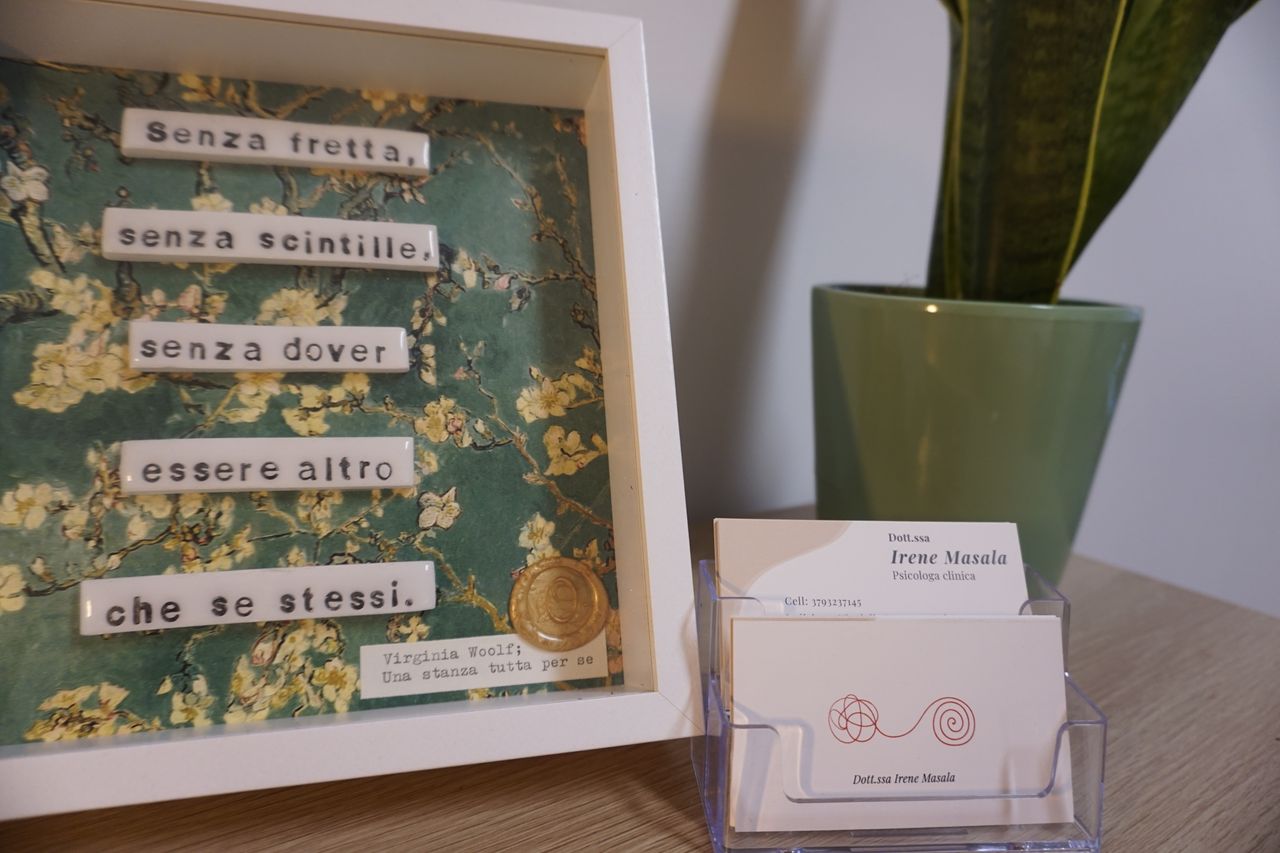 Senza fretta,
senza scintille,
senza dover
essere altro
che se stessi.
Virginia Woolf;
Una stanza tutta per se
Dott.ssa
Irene Masala
Psicologa clinica
Cell: 3793237145
Dott.ssa Irene Masala